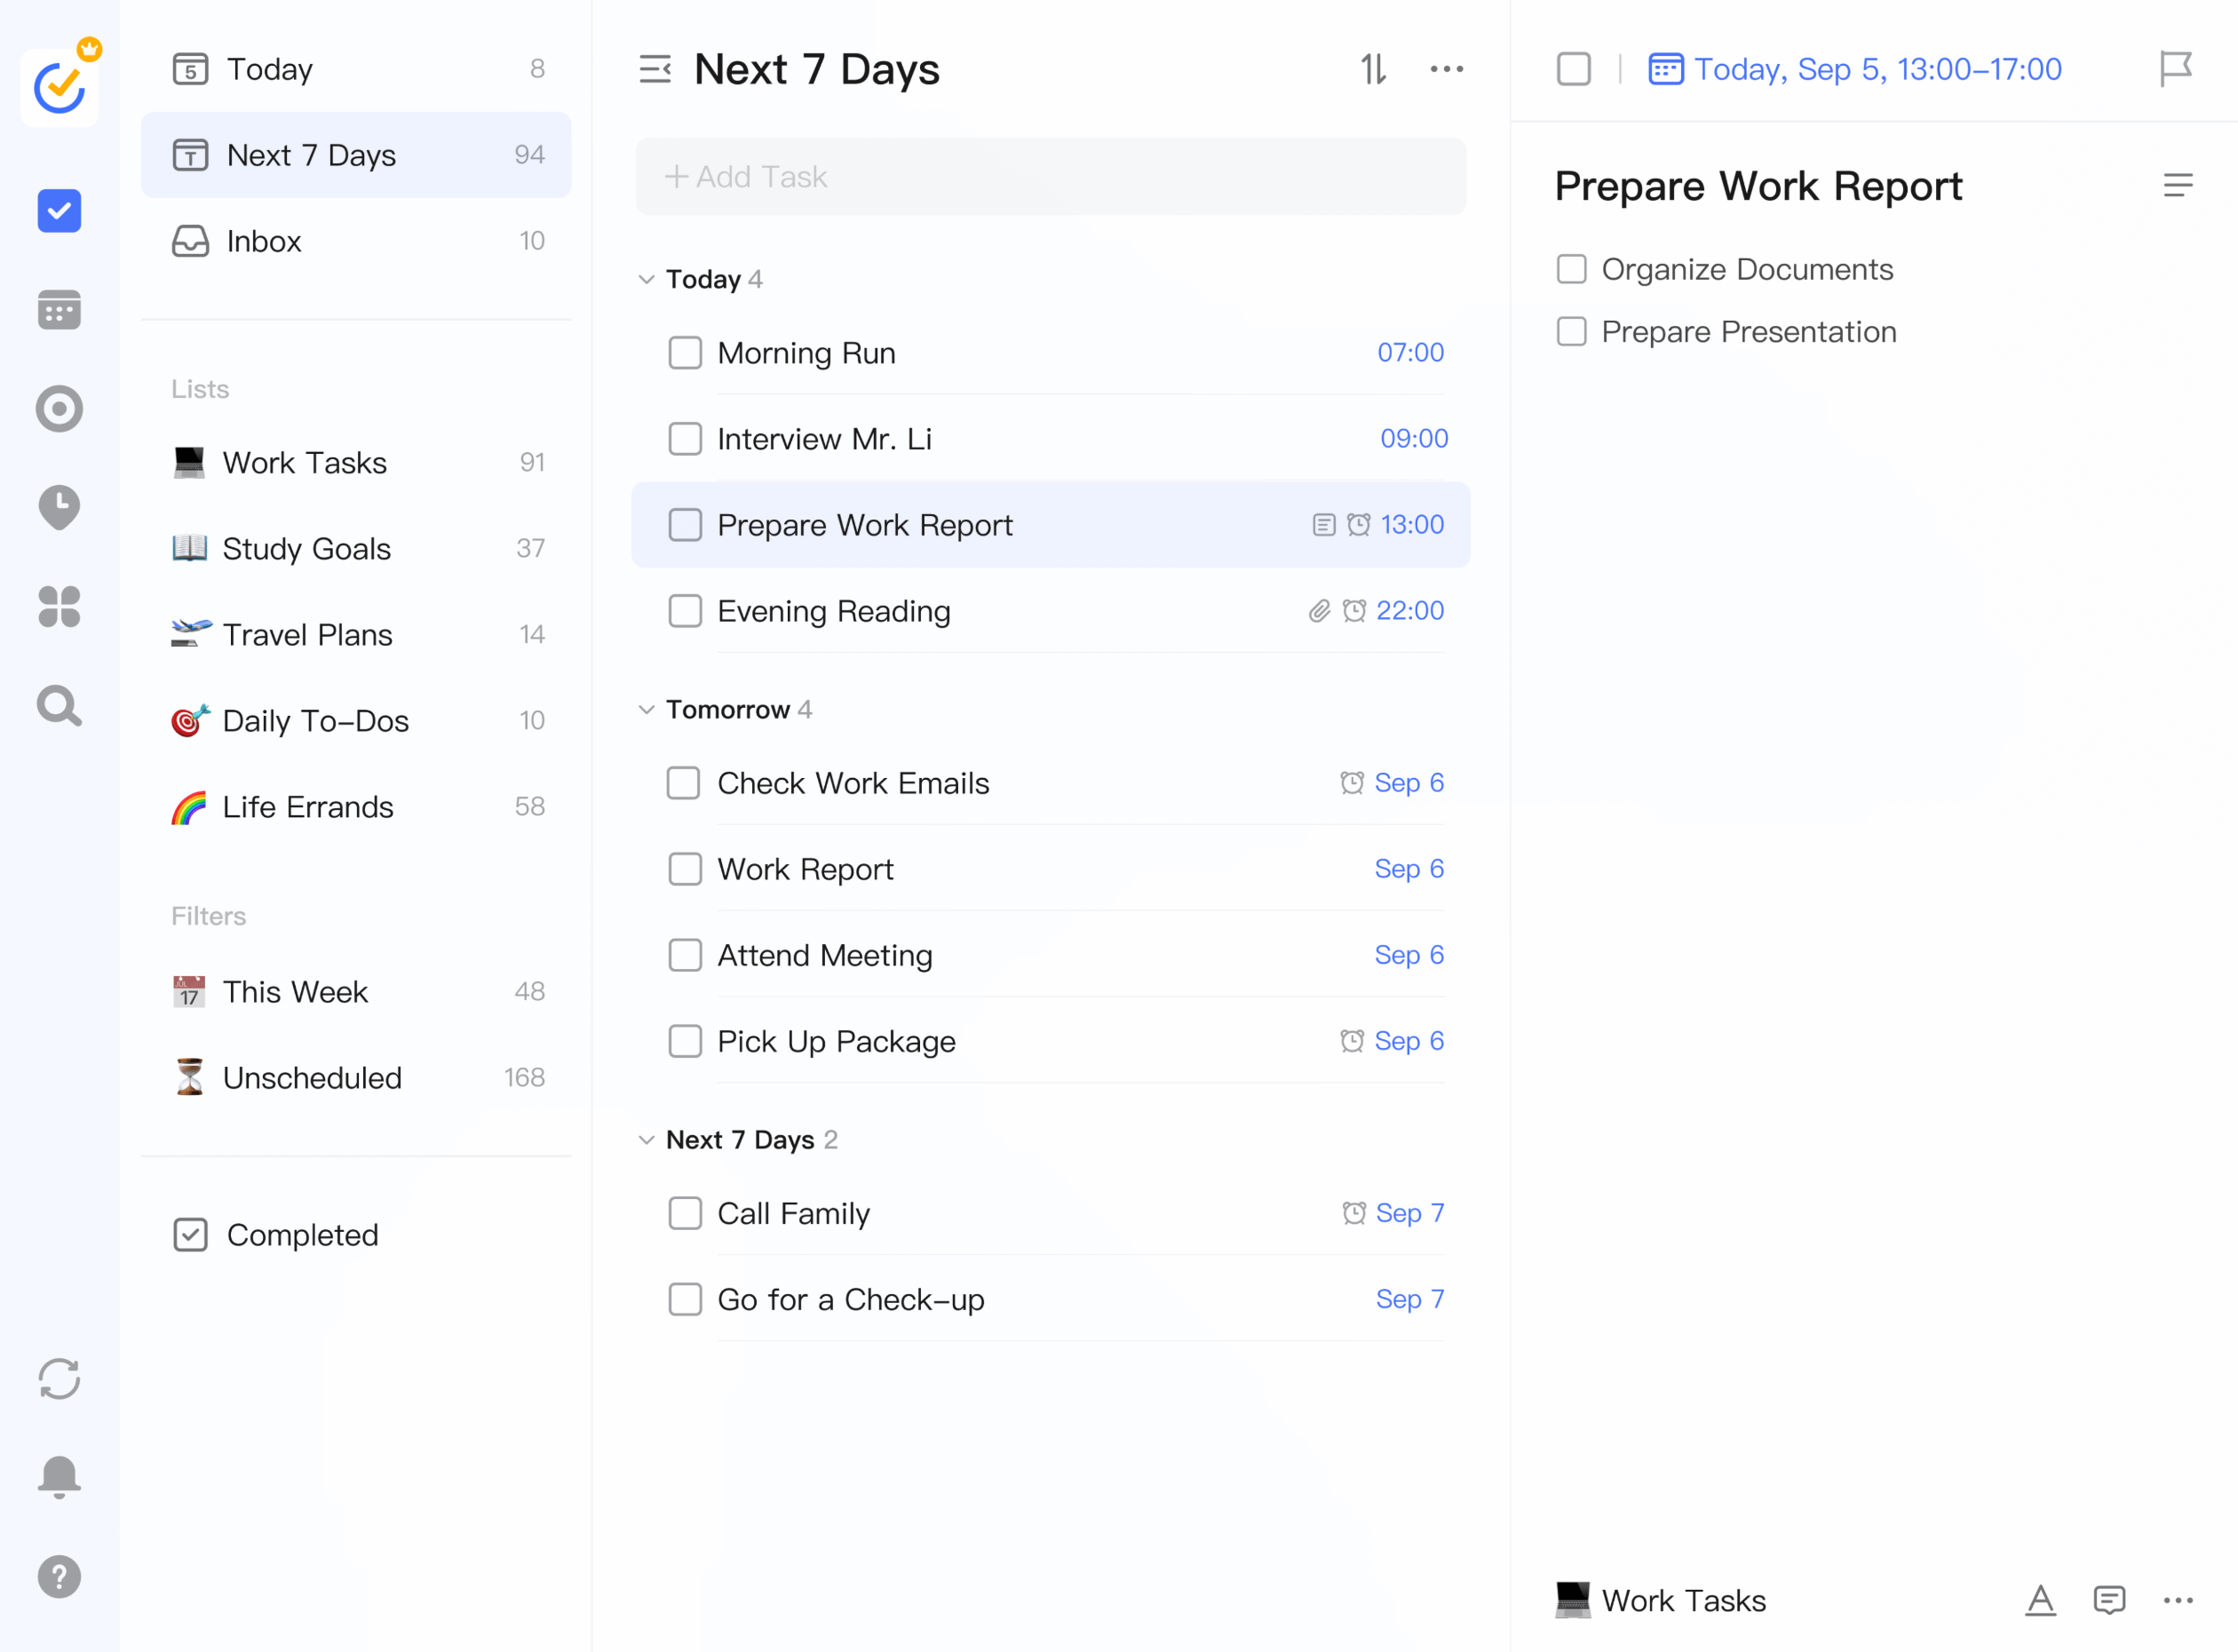 5 Today 8
T Next 7 Days 94
Inbox 10
Lists
Work Tasks 91
Study Goals 37
Travel Plans 14
Daily To-Dos 10
Life Errands 58
Filters
17 This Week 48
Unscheduled 168
Completed
?
Next 7 Days
+ Add Task
Today 4
Morning Run 07:00
Interview Mr. Li 09:00
Prepare Work Report 13:00
Evening Reading 22:00
Tomorrow 4
Check Work Emails Sep 6
Work Report Sep 6
Attend Meeting Sep 6
Pick Up Package Sep 6
Next 7 Days 2
Call Family Sep 7
Go for a Check-up Sep 7
Today, Sep 5, 13:00-17:00
Prepare Work Report
Organize Documents
Prepare Presentation
Work Tasks A